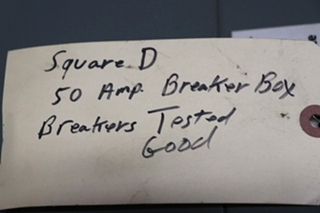 Square D
50 Amp Breaker Box
Breakers Tested
Good